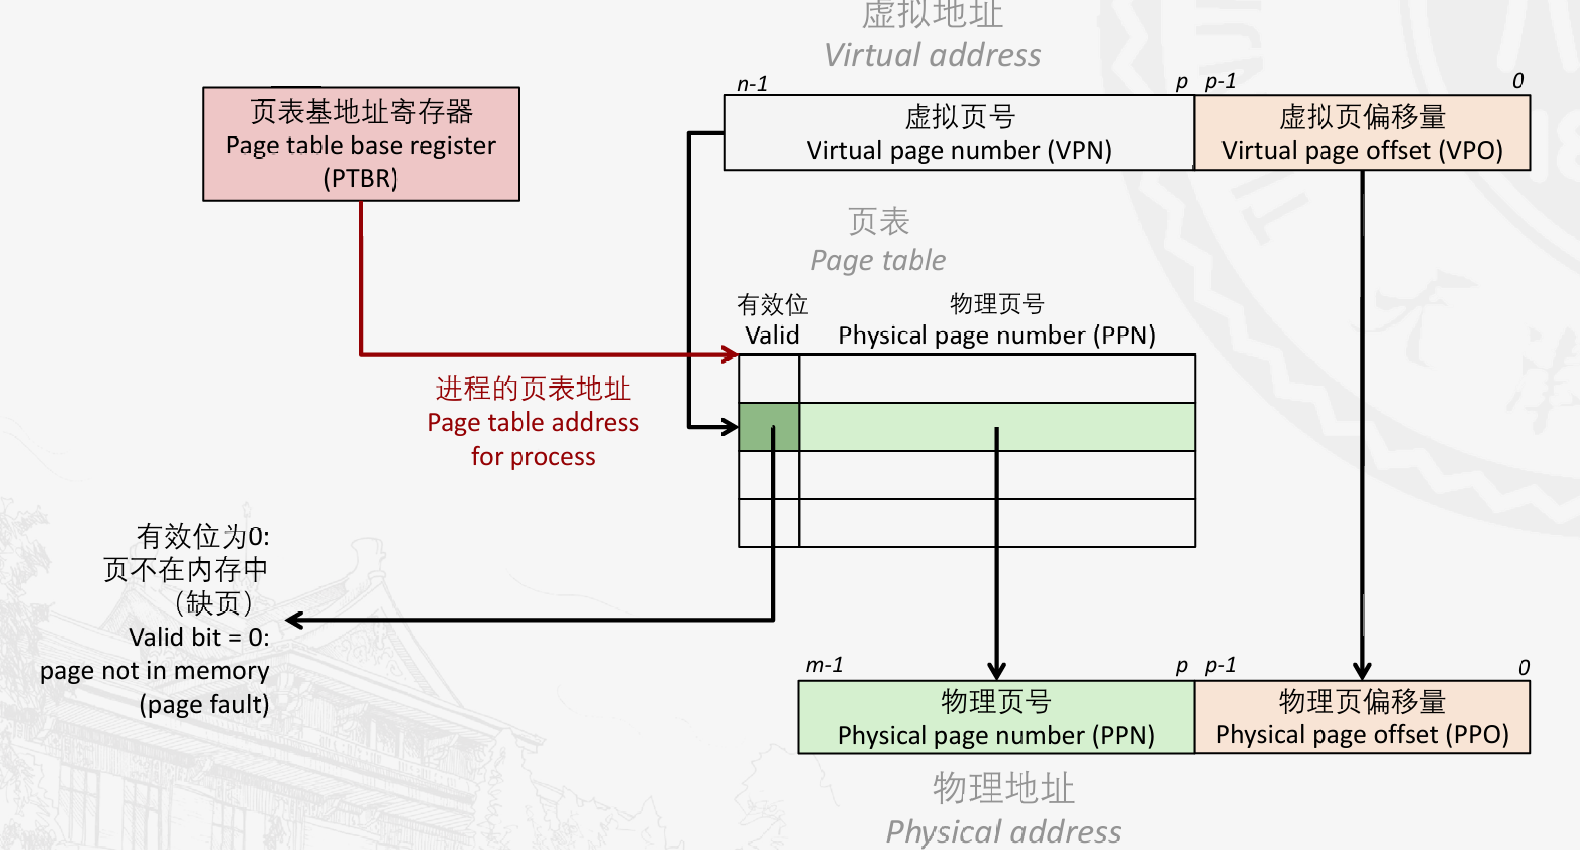 虚拟地址
Virtual address
n-1
p
p-1
0
页表基地址寄存器
Page table base register
(PTBR)
虚拟页号
Virtual page number (VPN)
虚拟页偏移量
Virtual page offset (VPO)
页表
Page table
有效位
Valid
物理页号
Physical page number (PPN)
进程的页表地址
Page table address
for process
有效位为0:
页不在内存中
（缺页）
Valid bit = 0:
page not in memory
(page fault)
m-1
p
p-1
0
物理页号
Physical page number (PPN)
物理页偏移量
Physical page offset (PPO)
物理地址
Physical address